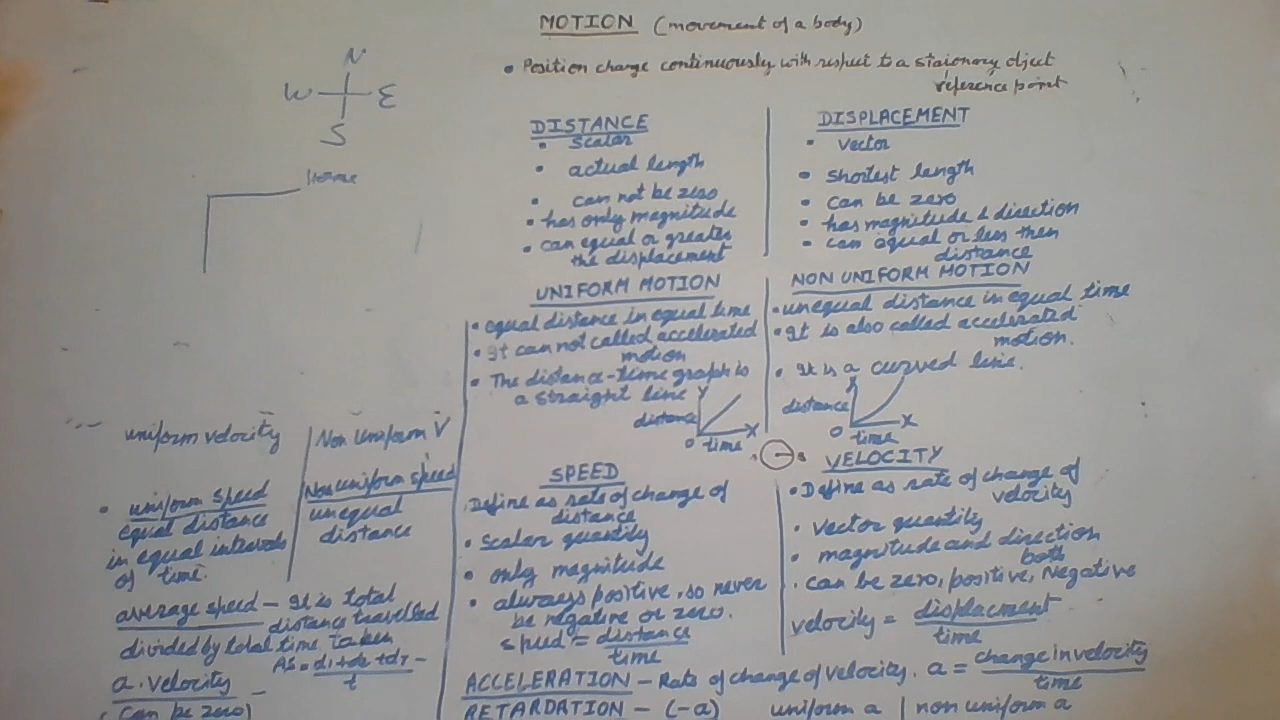 MOTION (movement of a body)
• Position change continuously with respect to a stationary object
reference point
N
W E
S
Home
DISTANCE
• Scalar
• actual length
• can not be zero
• has only magnitude
• can equal or greater
the displacement
DISPLACEMENT
• Vector
• Shortest length
• can be zero
• has magnitude & direction
• can equal or less then
distance
UNIFORM MOTION
• equal distance in equal time
• It can not called accelerated
motion
• The distance-time graph is
a straight line
Y
distance
O time X
NON UNIFORM MOTION
• unequal distance in equal time
• It is also called accelerated
motion.
• It is a curved line.
Y
distance
O time X
uniform velocity
• uniform speed
equal distance
in equal intervals
of time.
Non Uniform V
Non uniform speed
unequal
distance
average speed – It is total
distance travelled
divided by total time taken
AS = d1+d2+d3
t
a. velocity
(can be zero)
SPEED
• Define as rate of change of
distance
• Scalar quantity
• only magnitude
• always positive, so never
be negative or zero.
speed = distance
time
A B
VELOCITY
• Define as rate of change of
velocity
• vector quantity
• magnitude and direction
both
• can be zero, positive, Negative
velocity = displacment
time
ACCELERATION – Rate of change of velocity. a = change in velocity
time
RETARDATION – (-a) uniform a | non uniform a